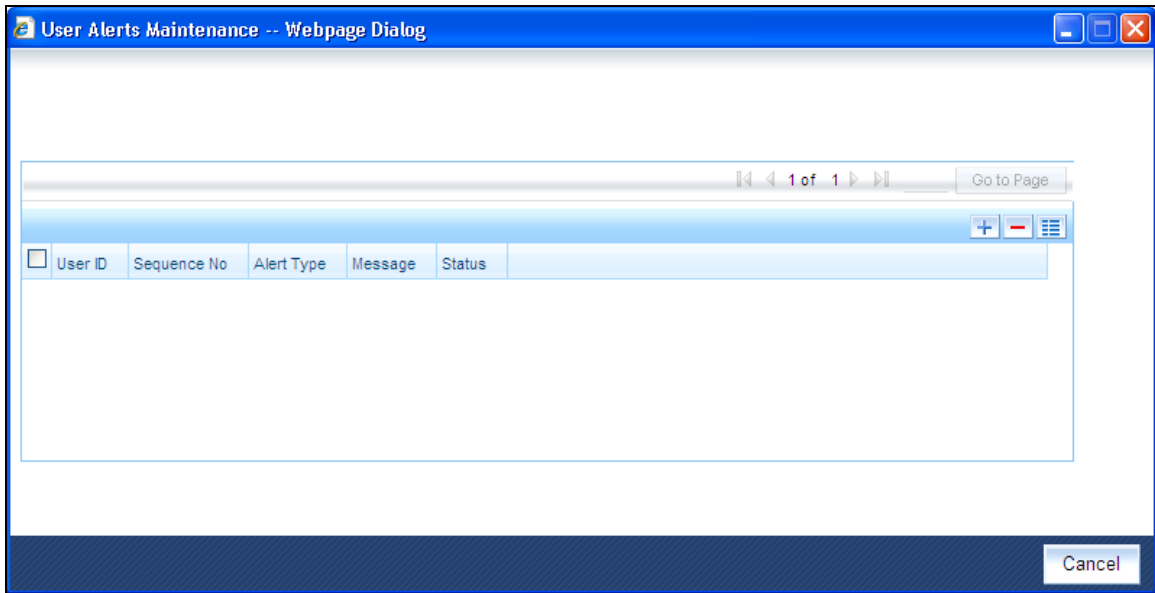 User Alerts Maintenance -- Webpage Dialog
1 of 1 Go to Page
User ID Sequence No Alert Type Message Status
Cancel